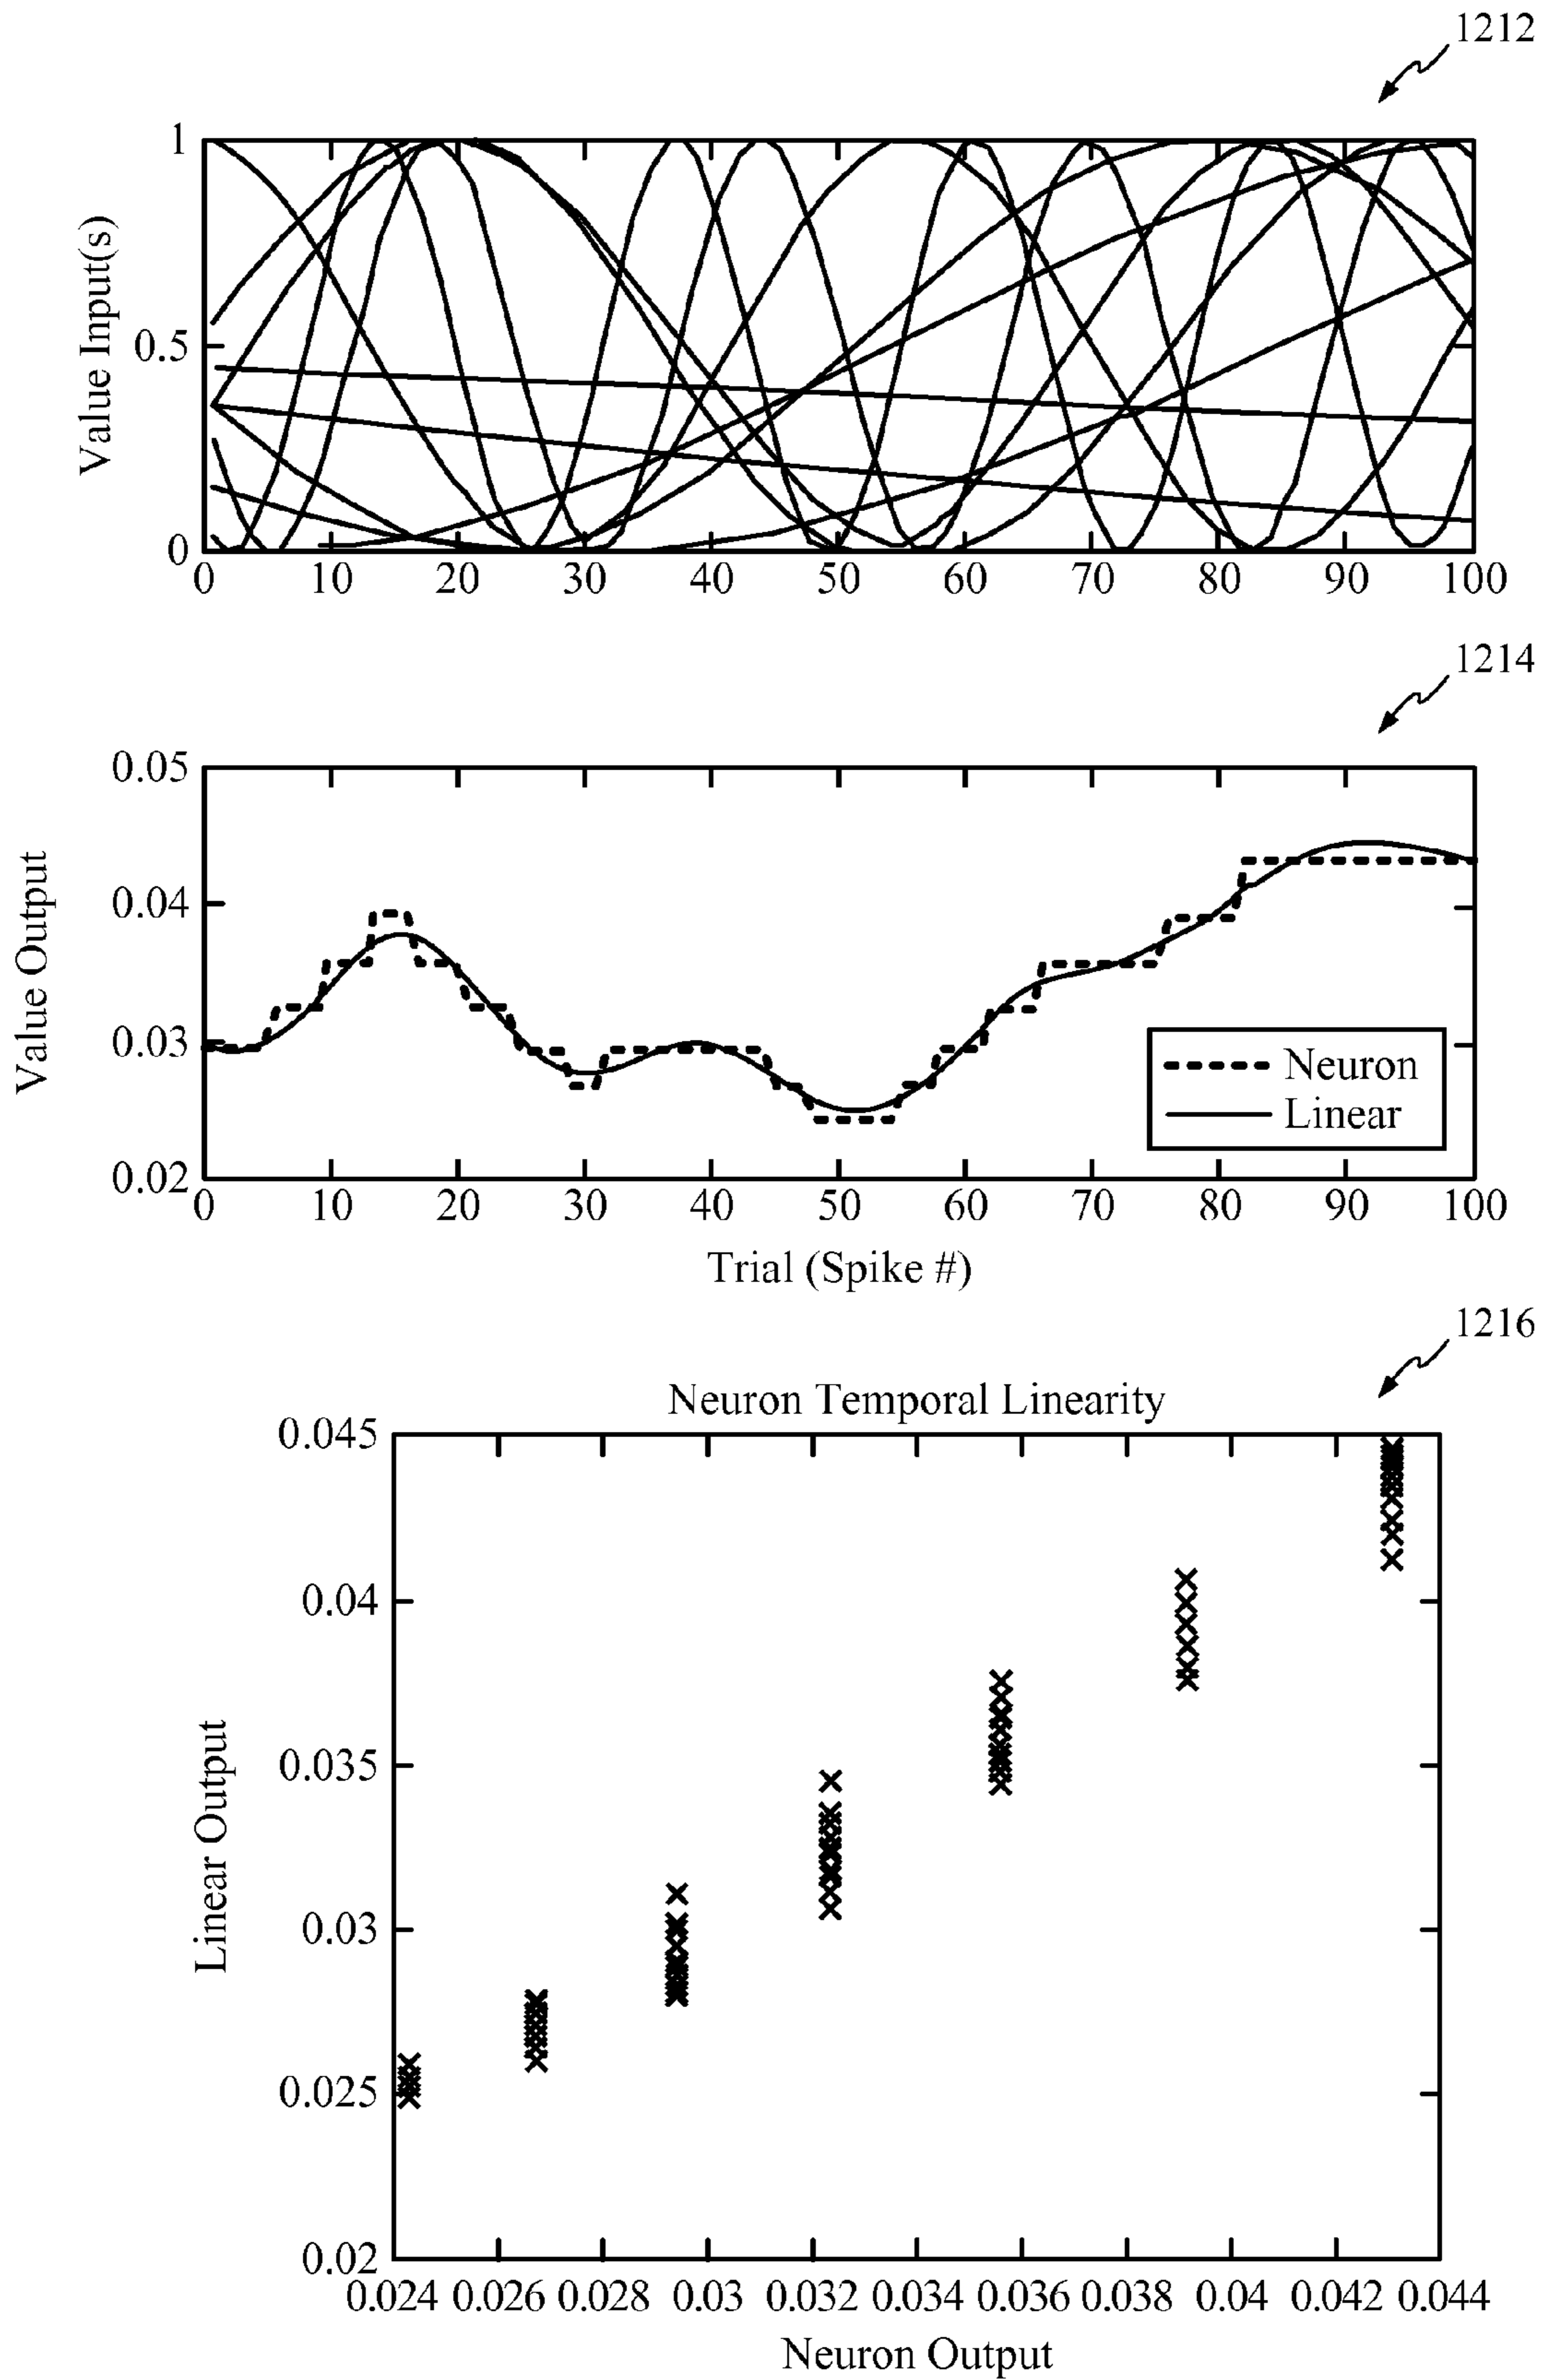 1212
Value Input(s)
1
0.5
0
0 10 20 30 40 50 60 70 80 90 100
1214
Value Output
0.05
0.04
0.03
0.02
Neuron
Linear
0 10 20 30 40 50 60 70 80 90 100
Trial (Spike #)
1216
Neuron Temporal Linearity
Linear Output
0.045
0.04
0.035
0.03
0.025
0.02
0.024 0.026 0.028 0.03 0.032 0.034 0.036 0.038 0.04 0.042 0.044
Neuron Output